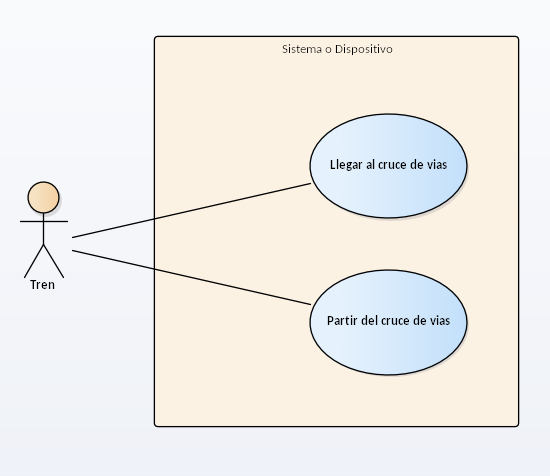 Sistema o Dispositivo
Llegar al cruce de vias
Tren
Partir del cruce de vias